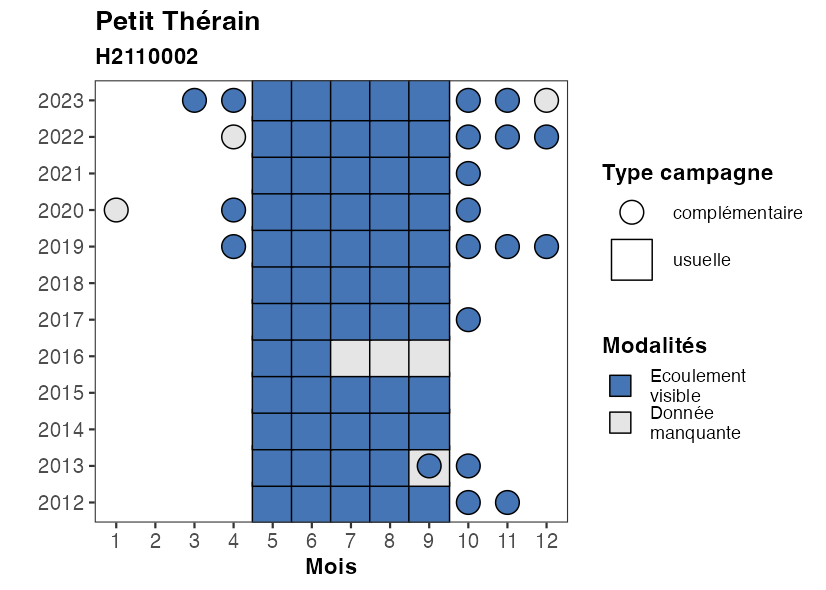 Petit Thérain
H2110002
2023
2022
2021
2020
2019
2018
2017
2016
2015
2014
2013
2012
1 2 3 4 5 6 7 8 9 10 11 12
Mois
Type campagne
complémentaire
usuelle
Modalités
Ecoulement
visible
Donnée
manquante